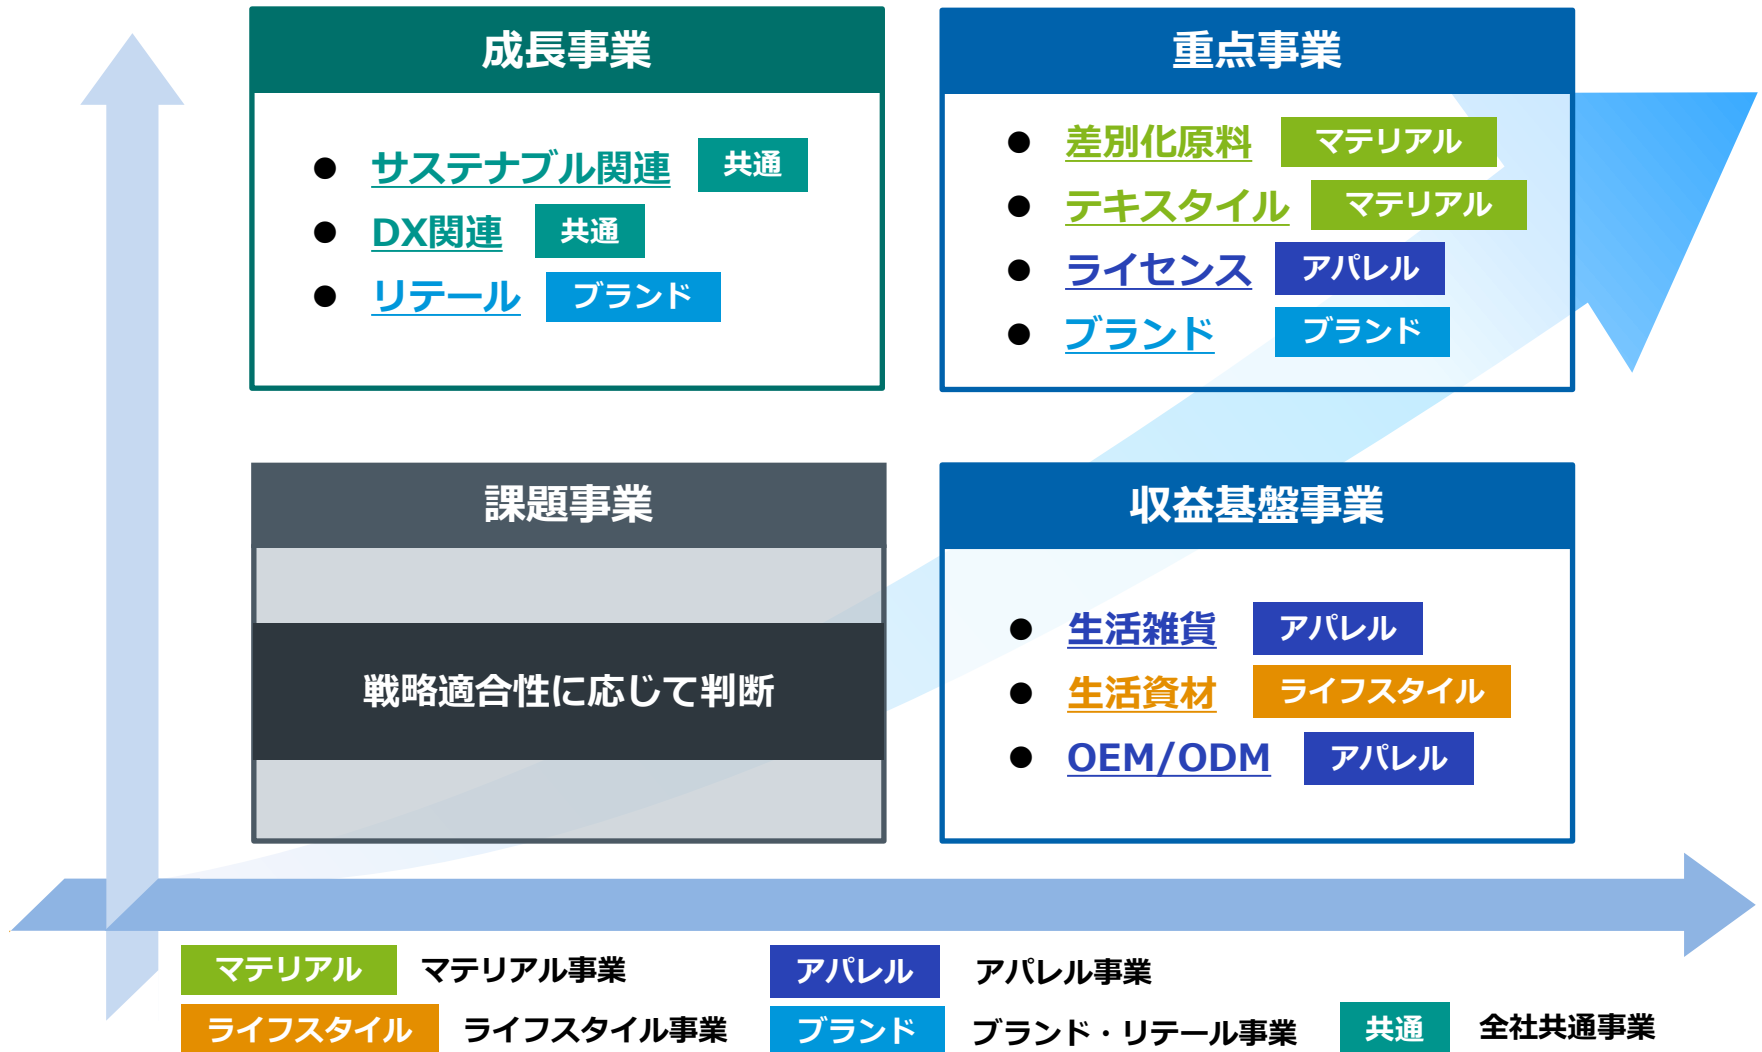 成長事業
● サステナブル関連 共通
● DX関連 共通
● リテール ブランド
重点事業
● 差別化原料 マテリアル
● テキスタイル マテリアル
● ライセンス アパレル
● ブランド ブランド
課題事業
戦略適合性に応じて判断
収益基盤事業
● 生活雑貨 アパレル
● 生活資材 ライフスタイル
● OEM/ODM アパレル
マテリアル マテリアル事業
アパレル アパレル事業
ライフスタイル ライフスタイル事業
ブランド ブランド・リテール事業
共通 全社共通事業